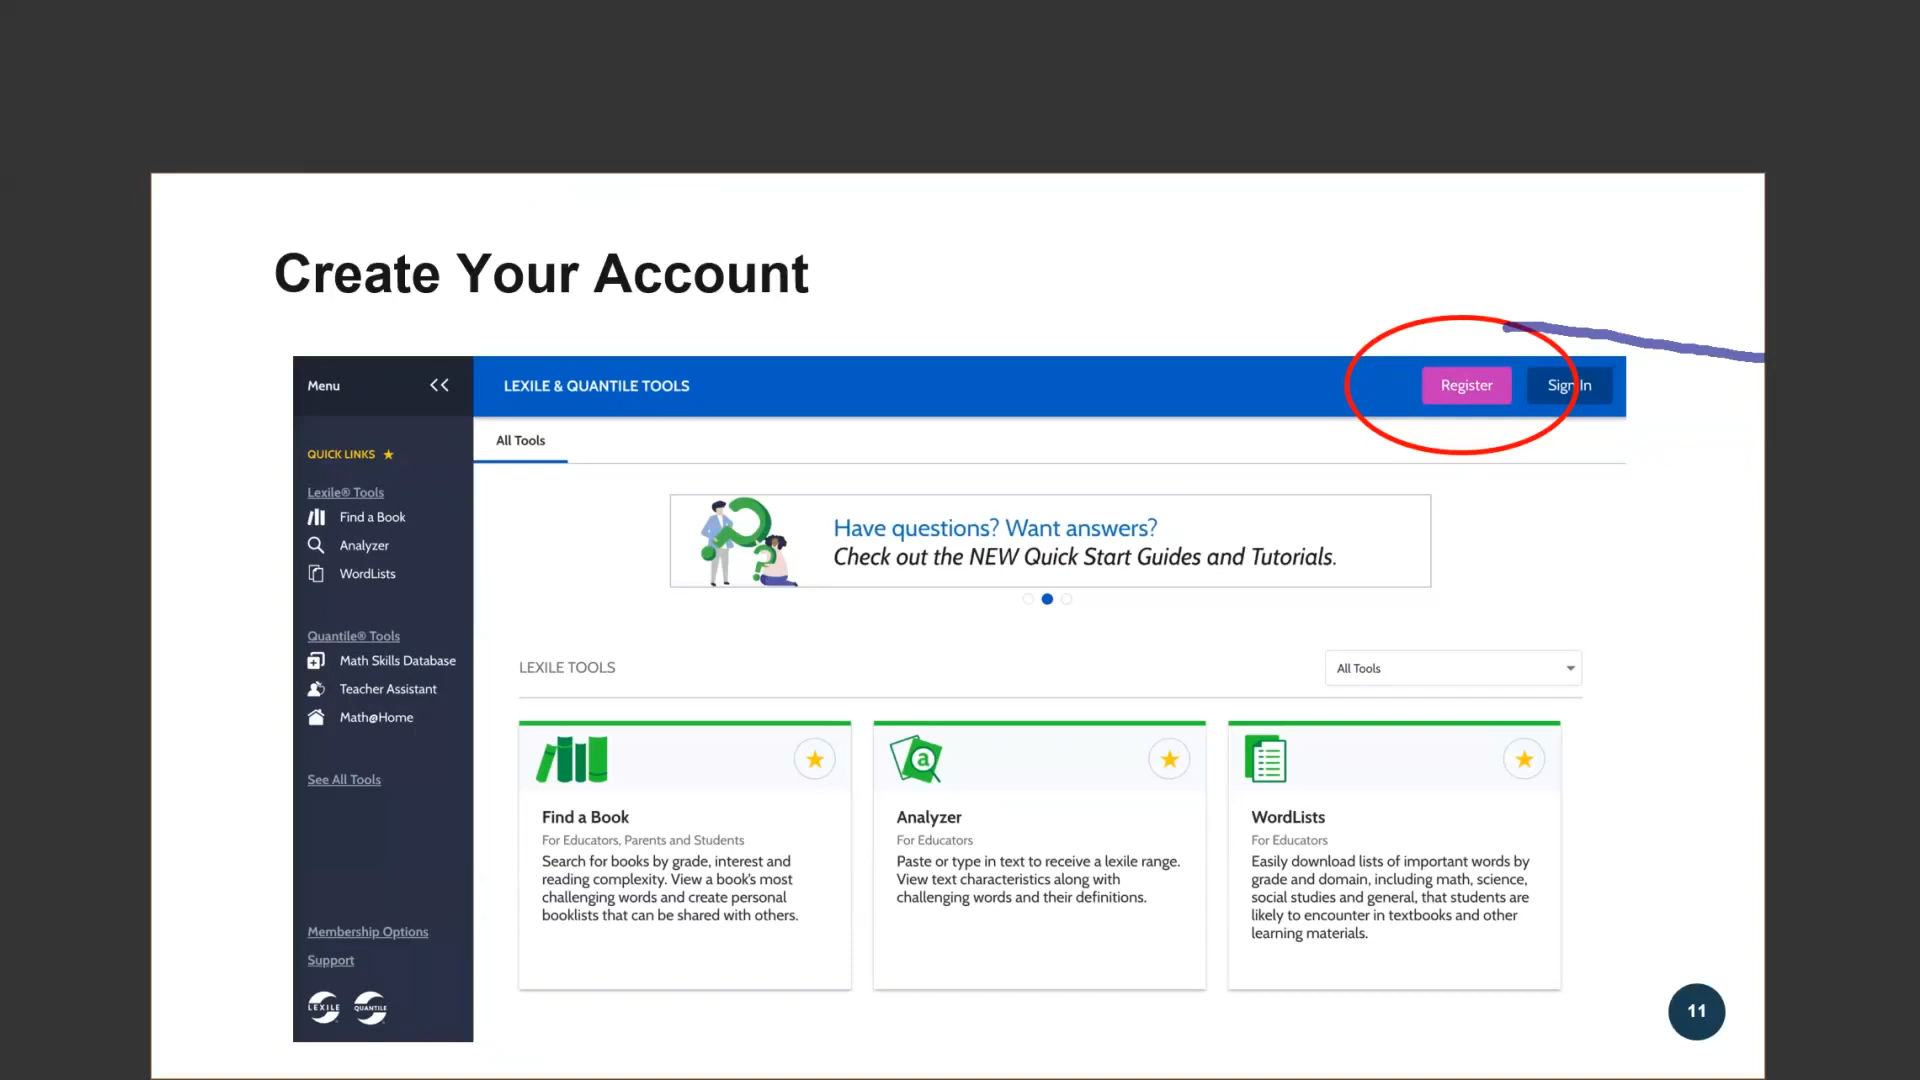 Create Your Account
Menu
LEXILE & QUANTILE TOOLS
Register
Sign In
All Tools
QUICK LINKS
Lexile® Tools
Find a Book
Analyzer
WordLists
Quantile® Tools
Math Skills Database
Teacher Assistant
Math@Home
See All Tools
Membership Options
Support
LEXILE
QUANTILE
Have questions? Want answers?
Check out the NEW Quick Start Guides and Tutorials.
LEXILE TOOLS
All Tools
Find a Book
For Educators, Parents and Students
Search for books by grade, interest and
reading complexity. View a book's most
challenging words and create personal
booklists that can be shared with others.
a
Analyzer
For Educators
Paste or type in text to receive a lexile range.
View text characteristics along with
challenging words and their definitions.
WordLists
For Educators
Easily download lists of important words by
grade and domain, including math, science,
social studies and general, that students are
likely to encounter in textbooks and other
learning materials.
11